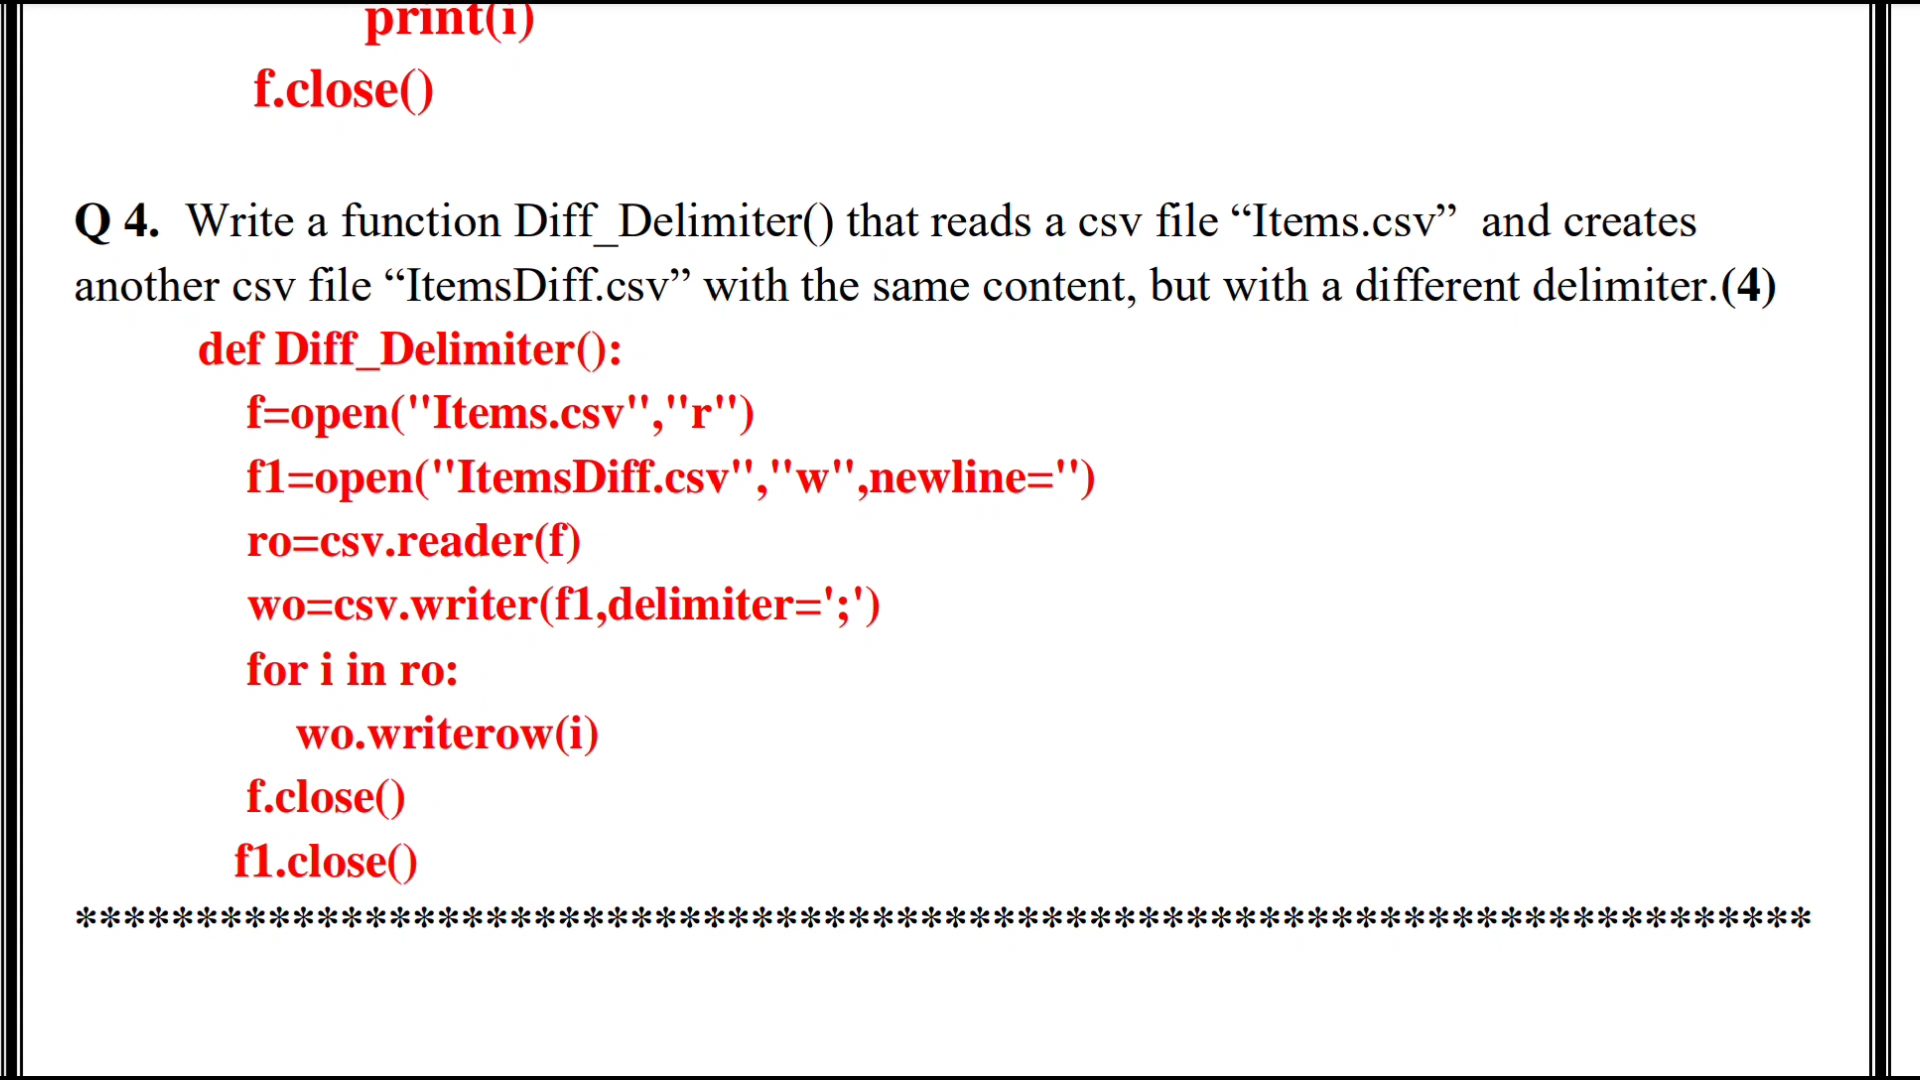 print(i)
f.close()
Q 4. Write a function Diff_Delimiter() that reads a csv file “Items.csv” and creates
another csv file “ItemsDiff.csv” with the same content, but with a different delimiter.(4)
def Diff_Delimiter():
f=open("Items.csv","r")
f1=open("ItemsDiff.csv","w",newline='')
ro=csv.reader(f)
wo=csv.writer(f1,delimiter=';')
for i in ro:
wo.writerow(i)
f.close()
f1.close()
************************************************************************